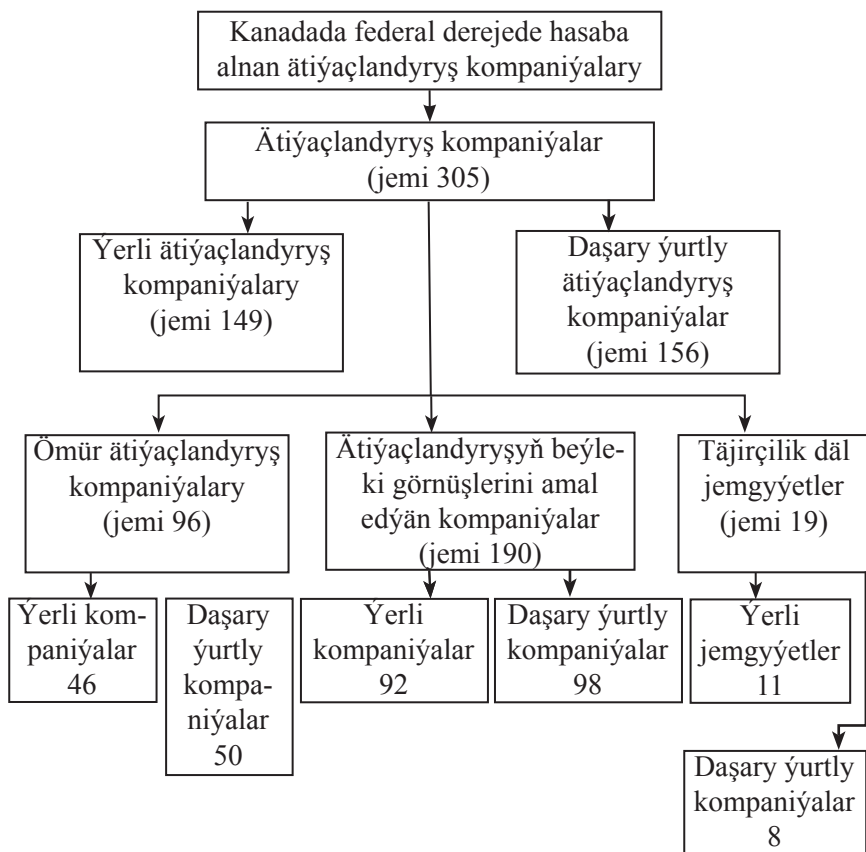 Kanadada federal derejede hasaba
alnan ätiýaçlandyryş kompaniýalary
Ätiýaçlandyryş kompaniýalar
(jemi 305)
Ýerli ätiýaçlandyryş
kompaniýalary
(jemi 149)
Daşary ýurtly
ätiýaçlandyryş
kompaniýalar
(jemi 156)
Ömür ätiýaçlandyryş
kompaniýalary
(jemi 96)
Ätiýaçlandyryşyň beýle-
ki görnüşlerini amal
edýän kompaniýalar
(jemi 190)
Täjirçilik däl
jemgyýetler
(jemi 19)
Ýerli kom-
paniýalar
46
Daşary
ýurtly
kompa-
niýalar
50
Ýerli
kompaniýalar
92
Daşary ýurtly
kompaniýalar
98
Ýerli
jemgyýetler
11
Daşary ýurtly
kompaniýalar
8